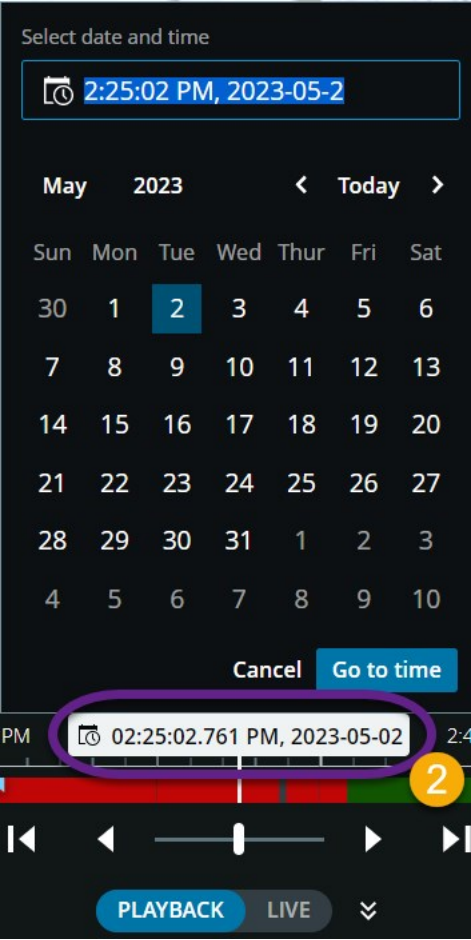 Select date and time
2:25:02 PM, 2023-05-2
May 2023 Today
Sun Mon Tue Wed Thur Fri Sat
30 1 2 3 4 5 6
7 8 9 10 11 12 13
14 15 16 17 18 19 20
21 22 23 24 25 26 27
28 29 30 31 1 2 3
4 5 6 7 8 9 10
Cancel Go to time
PM 02:25:02.761 PM, 2023-05-02 2:4
2
PLAYBACK LIVE